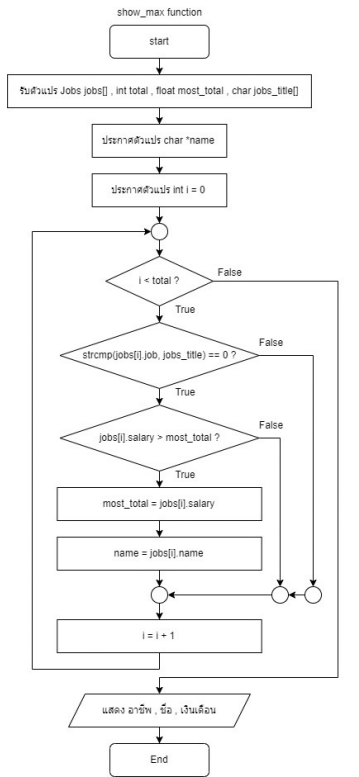 show_max function
start
รับตัวแปร Jobs jobs[] , int total , float most_total , char jobs_title[]
ประกาศตัวแปร char *name
ประกาศตัวแปร int i = 0
i < total ?
False
True
strcmp(jobs[i].job, jobs_title) == 0 ?
False
True
jobs[i].salary > most_total ?
False
True
most_total = jobs[i].salary
name = jobs[i].name
i = i + 1
แสดง อาชีพ , ชื่อ , เงินเดือน
End